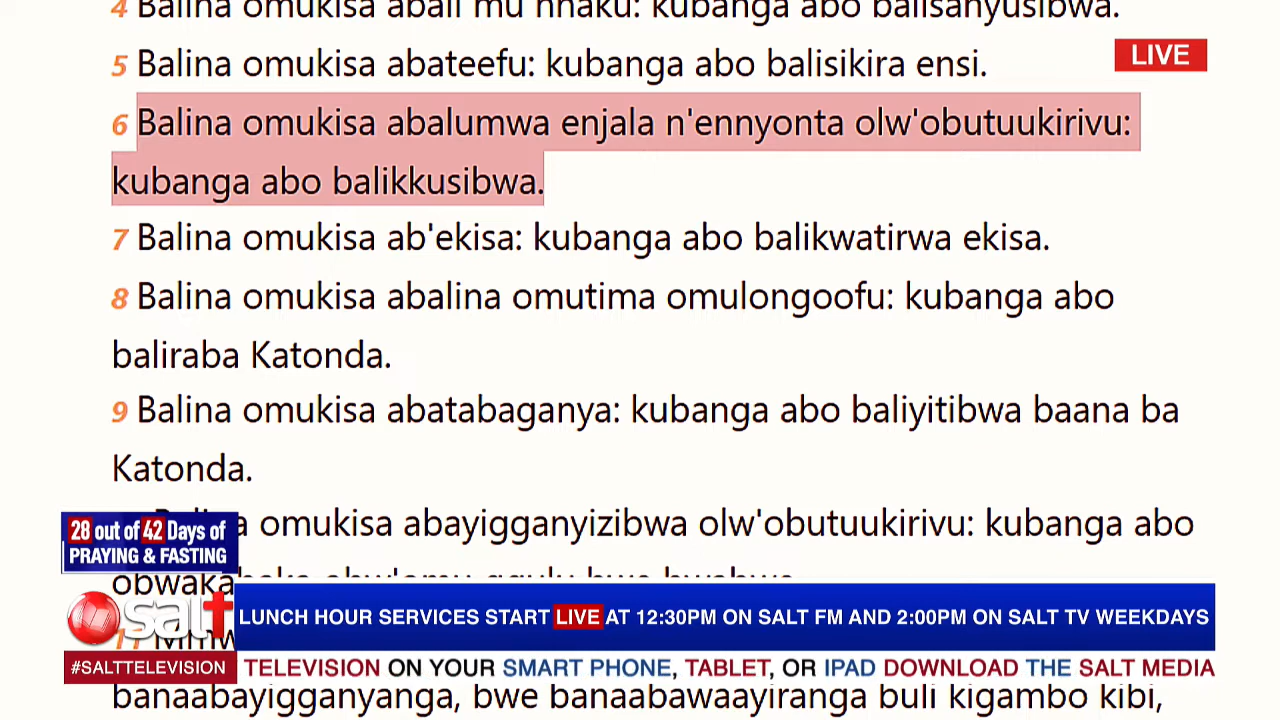 4 Balina omukisa abali mu nnaku: kubanga abo balisanyusibwa.
5 Balina omukisa abateefu: kubanga abo balisikira ensi.
LIVE
6 Balina omukisa abalumwa enjala n'ennyonta olw'obutuukirivu:
kubanga abo balikkusibwa.
7 Balina omukisa ab'ekisa: kubanga abo balikwatirwa ekisa.
8 Balina omukisa abalina omutima omulongoofu: kubanga abo
baliraba Katonda.
9 Balina omukisa abatabaganya: kubanga abo baliyitibwa baana ba
Katonda.
omukisa abayigganyizibwa olw'obutuukirivu: kubanga abo
28 out of 42 Days of
PRAYING & FASTING
salt
LUNCH HOUR SERVICES START LIVE AT 12:30PM ON SALT FM AND 2:00PM ON SALT TV WEEKDAYS
#SALTTELEVISION
TELEVISION ON YOUR SMART PHONE, TABLET, OR IPAD DOWNLOAD THE SALT MEDIA
banaabayigganyanga, bwe banaabawaayiranga buli kigambo kibi,